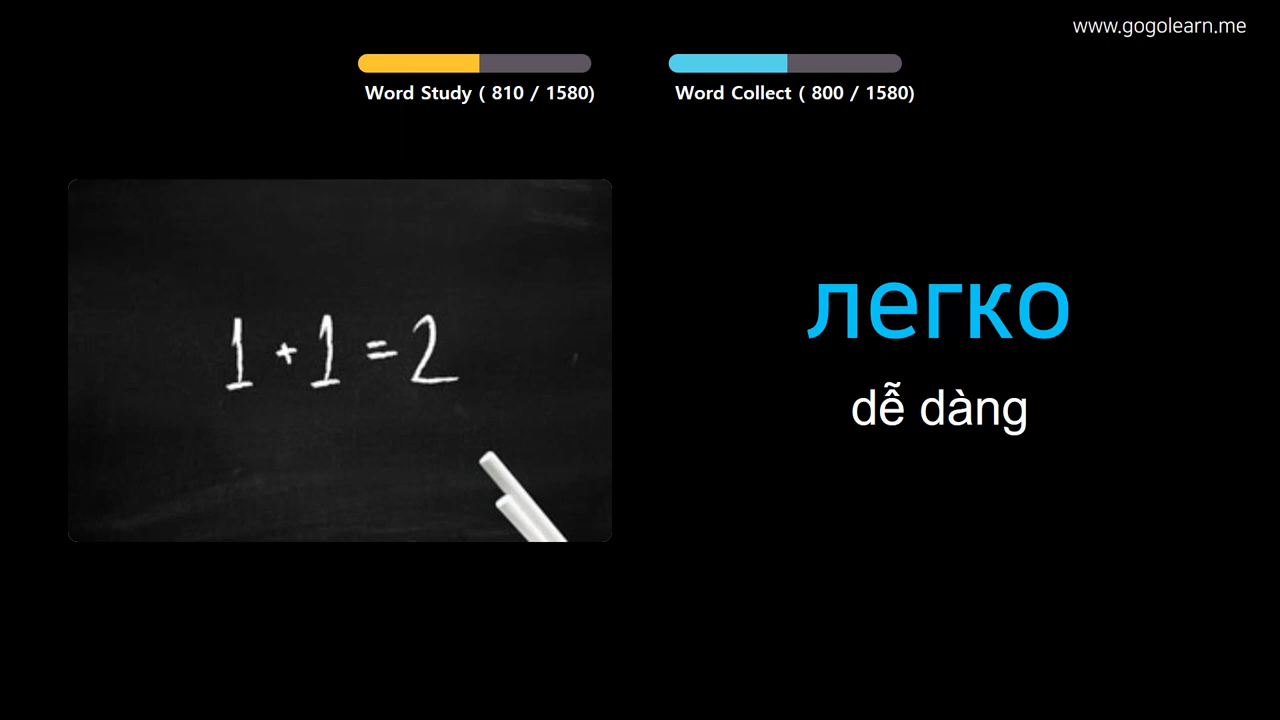 www.gogolearn.me
Word Study ( 810 / 1580)
Word Collect ( 800 / 1580)
1 + 1 = 2
легко
dễ dàng